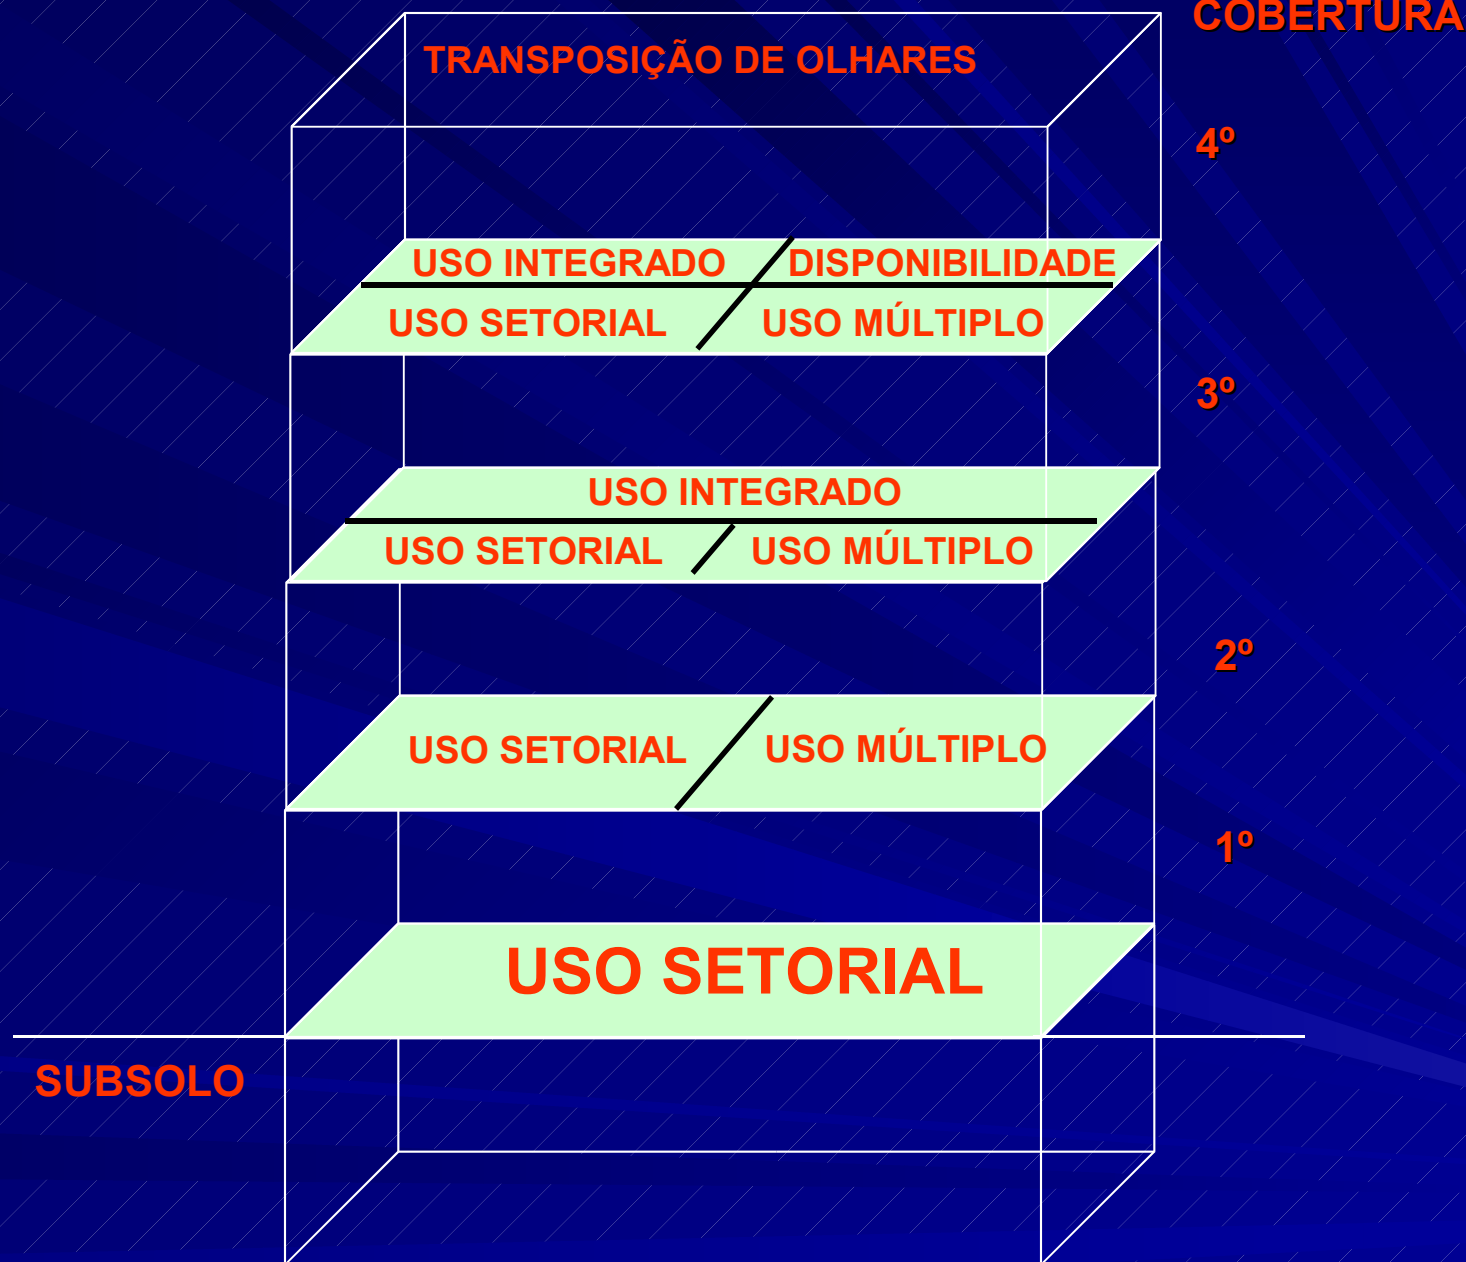 COBERTURA
TRANSPOSIÇÃO DE OLHARES
4º
USO INTEGRADO
DISPONIBILIDADE
USO SETORIAL
USO MÚLTIPLO
3º
USO INTEGRADO
USO SETORIAL
USO MÚLTIPLO
2º
USO SETORIAL
USO MÚLTIPLO
1º
USO SETORIAL
SUBSOLO